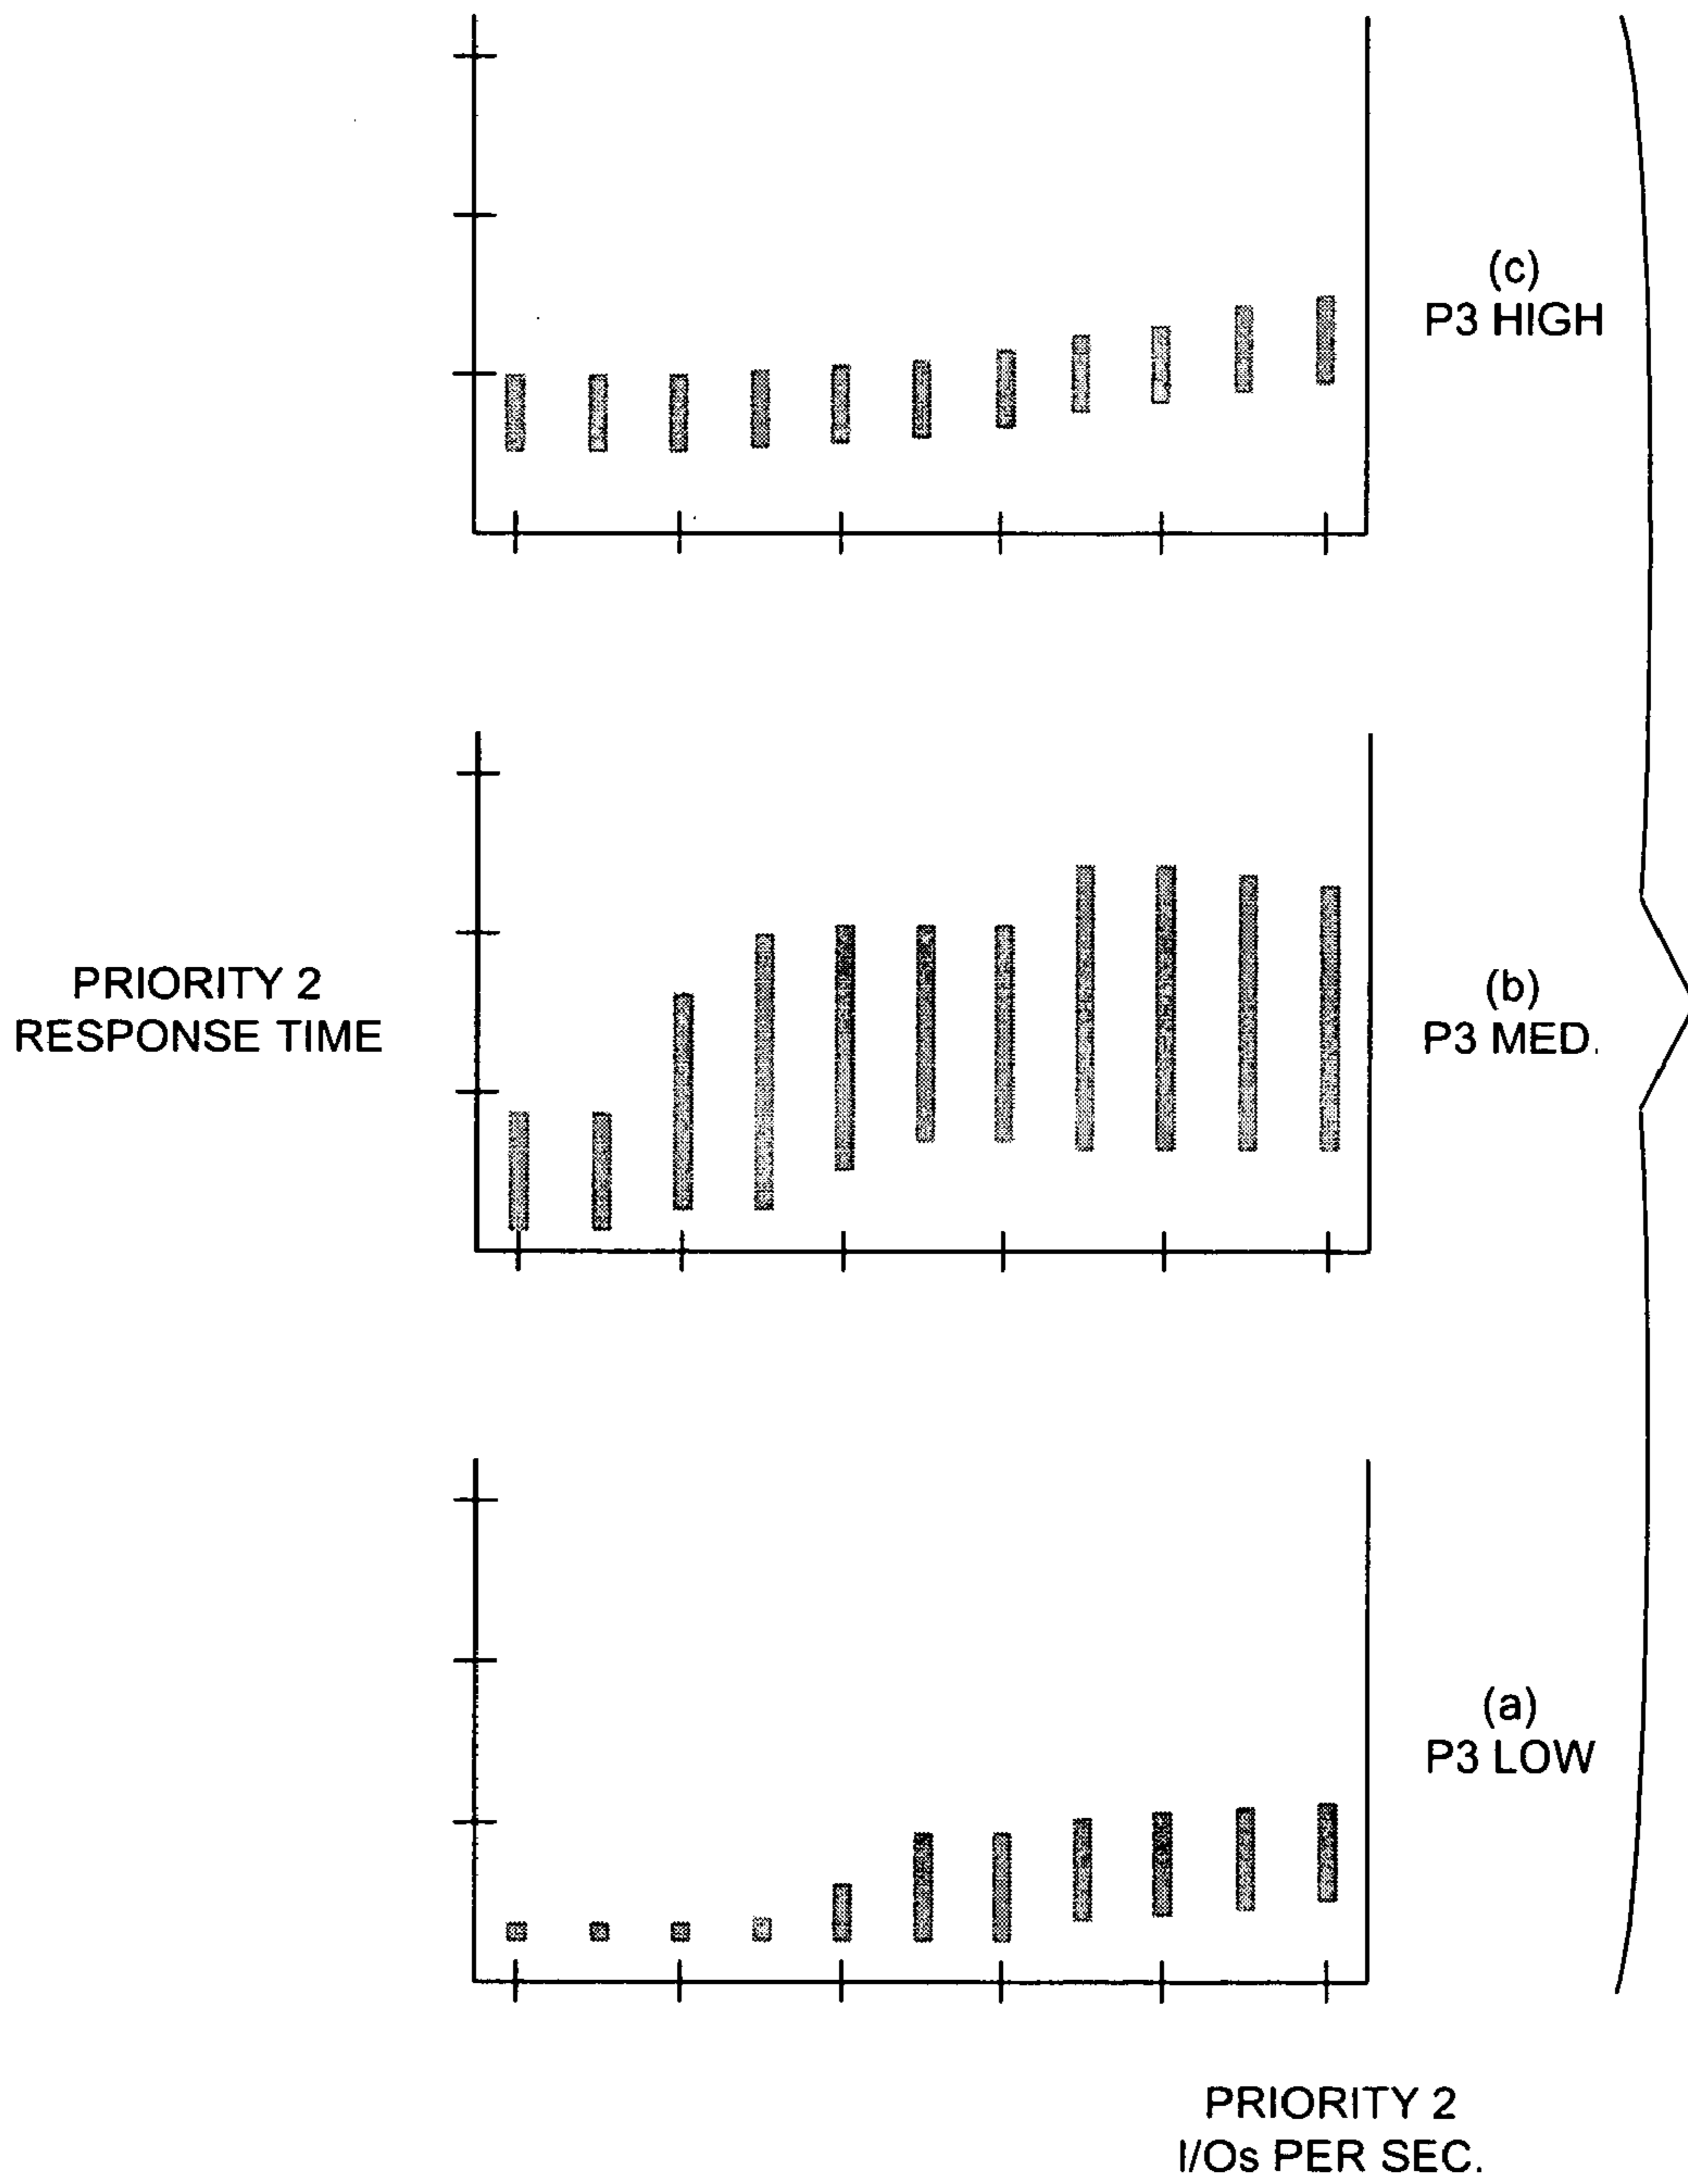 (c)
P3 HIGH
PRIORITY 2
RESPONSE TIME
(b)
P3 MED.
(a)
P3 LOW
PRIORITY 2
I/Os PER SEC.